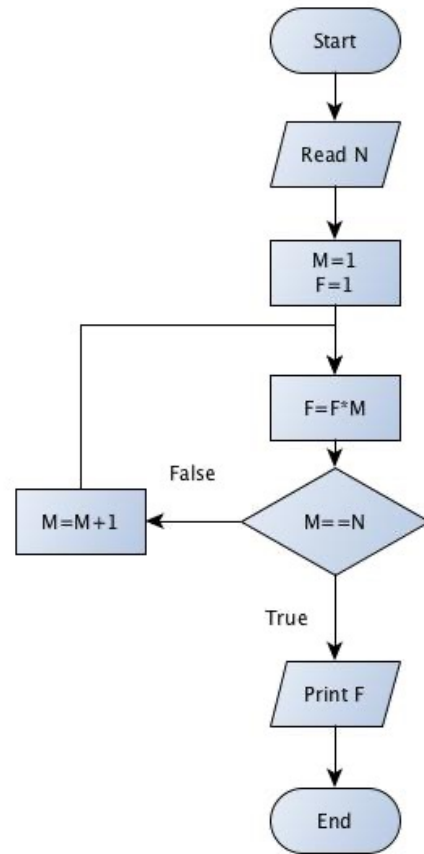 Start
Read N
M=1
F=1
F=F*M
False
M=M+1
M==N
True
Print F
End